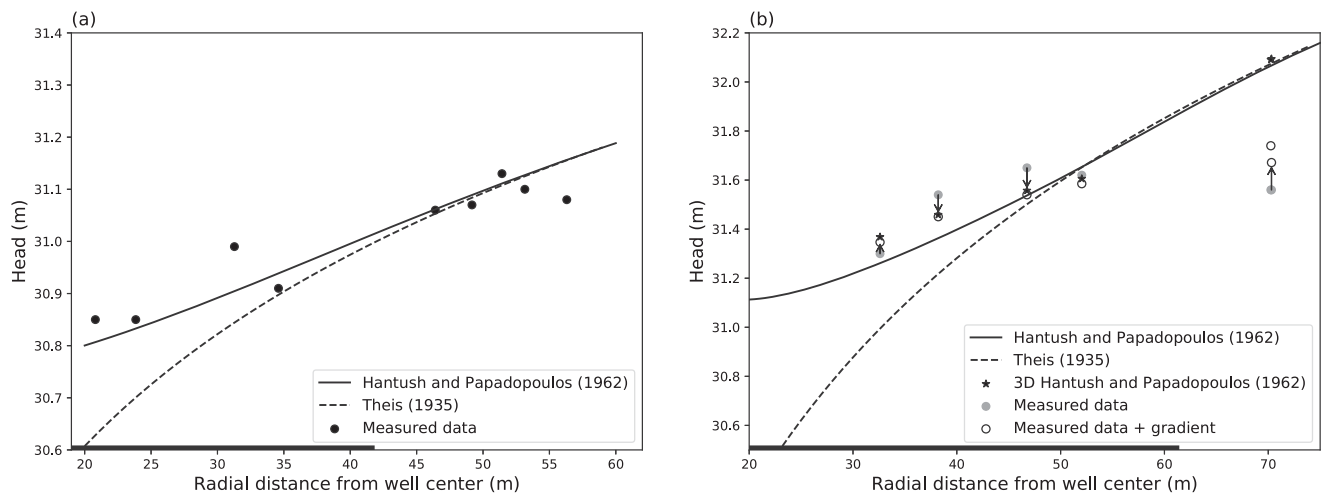 (a)
31.4
31.3
31.2
31.1
31.0
30.9
30.8
30.7
30.6
Head (m)
20 25 30 35 40 45 50 55 60
Radial distance from well center (m)
Hantush and Papadopoulos (1962)
Theis (1935)
Measured data
(b)
32.2
32.0
31.8
31.6
31.4
31.2
31.0
30.8
30.6
Head (m)
20 30 40 50 60 70
Radial distance from well center (m)
Hantush and Papadopoulos (1962)
Theis (1935)
3D Hantush and Papadopoulos (1962)
Measured data
Measured data + gradient